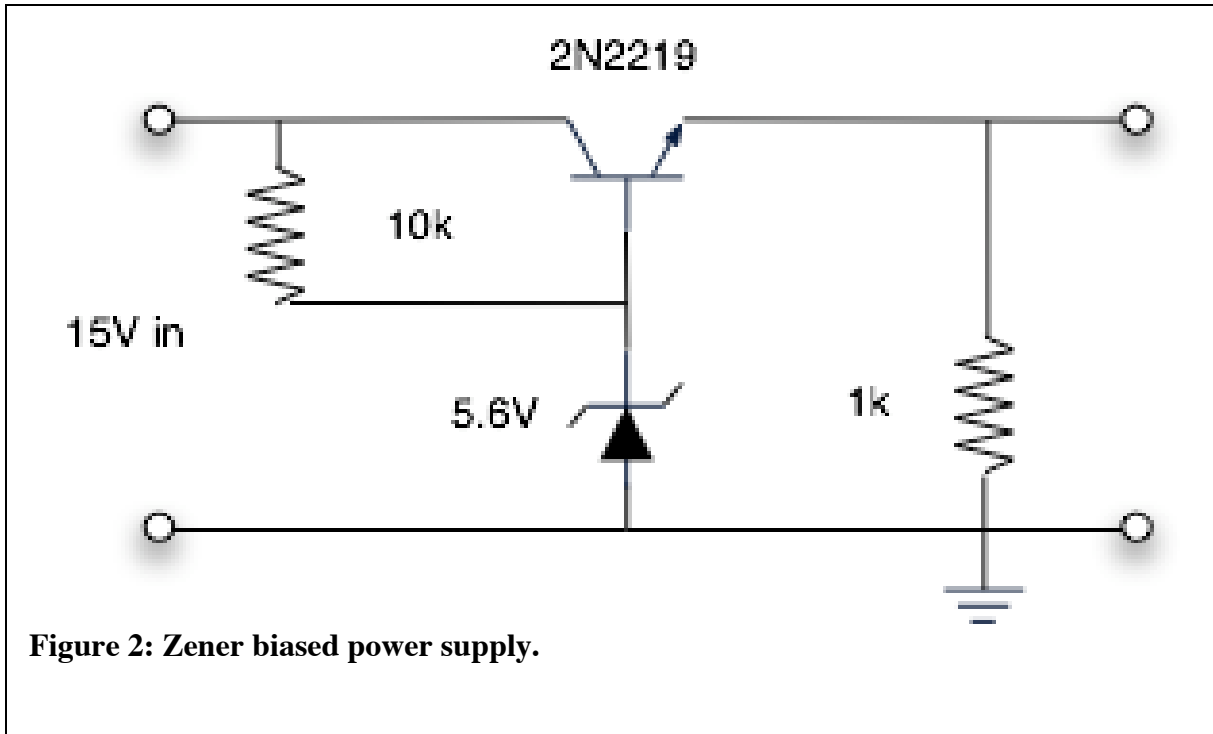 2N2219
10k
15V in
5.6V
1k
Figure 2: Zener biased power supply.